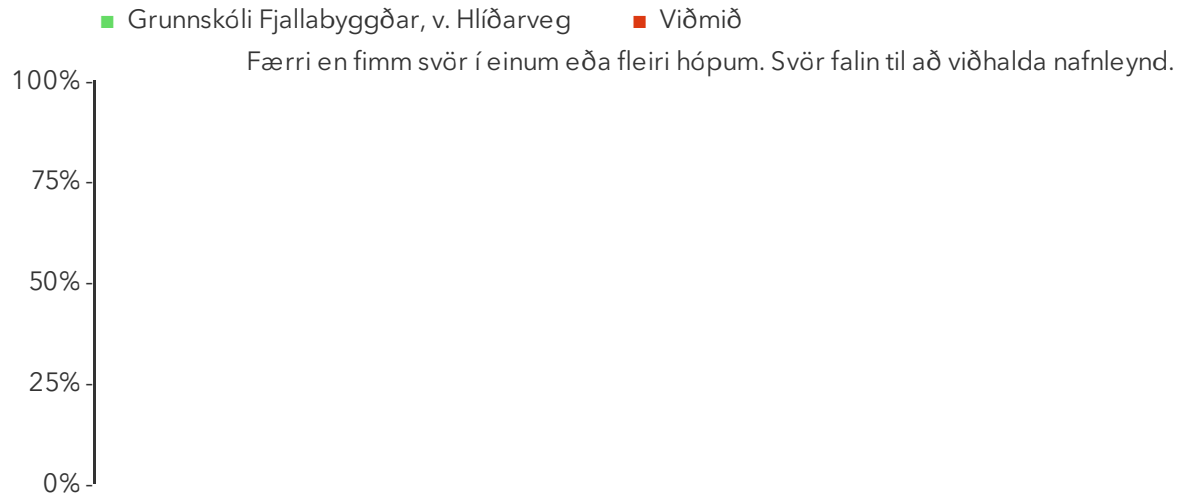 Grunnskóli Fjallabyggðar, v. Hlíðarveg Viðmið
Færri en fimm svör í einum eða fleiri hópum. Svör falin til að viðhalda nafnleynd.
100%
75%
50%
25%
0%